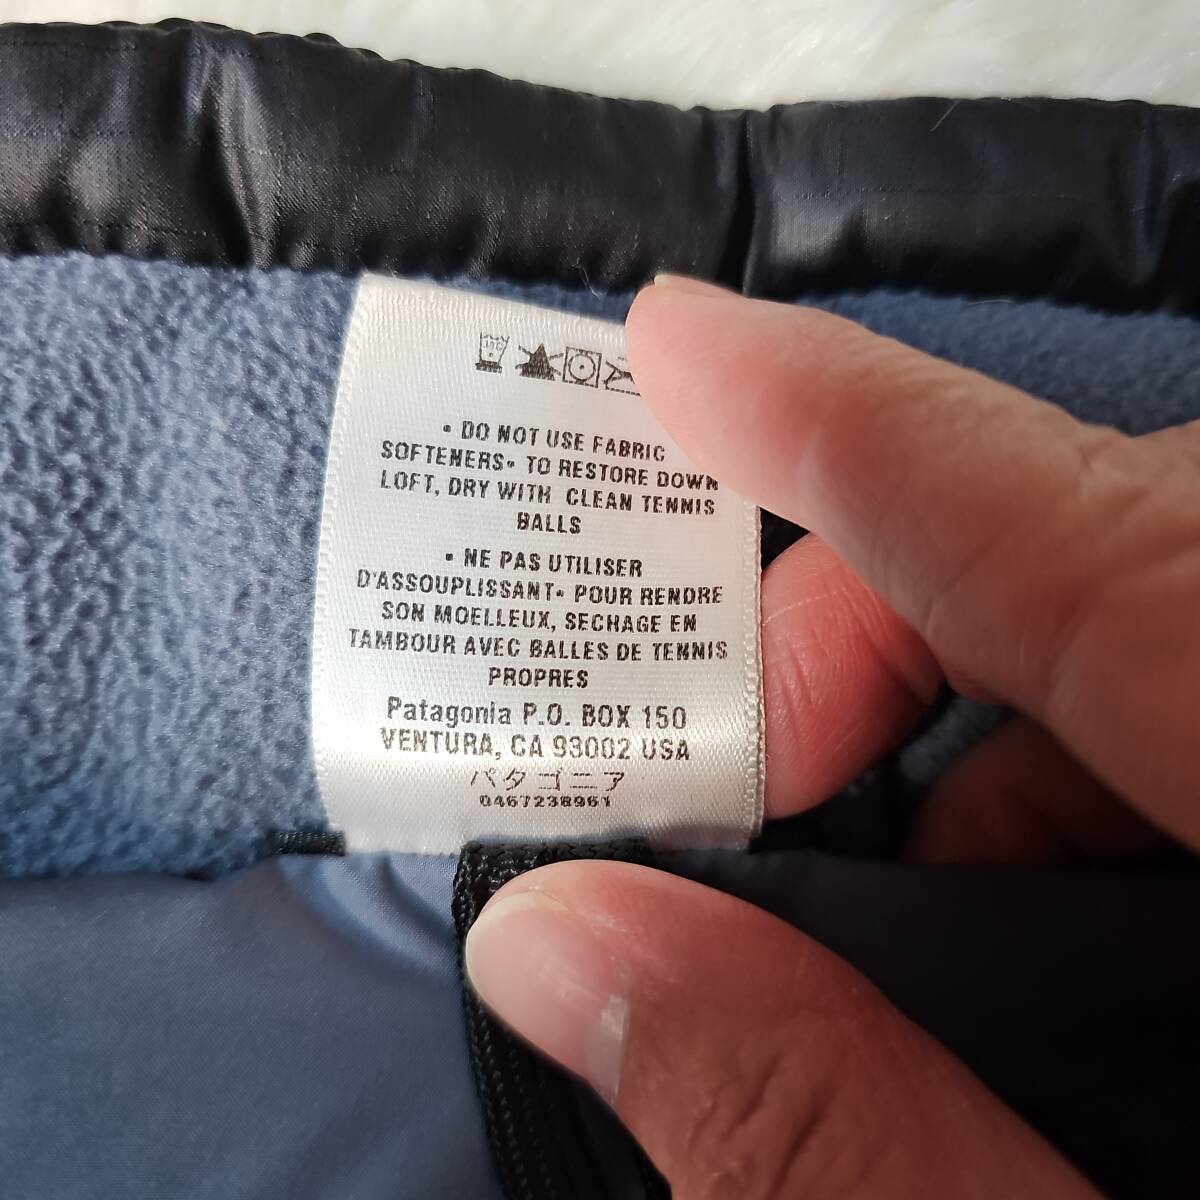 • DO NOT USE FABRIC
SOFTENERS• TO RESTORE DOWN
LOFT, DRY WITH CLEAN TENNIS
BALLS
• NE PAS UTILISER
D'ASSOUPLISSANT• POUR RENDRE
SON MOELLEUX, SECHAGE EN
TAMBOUR AVEC BALLES DE TENNIS
PROPRES
Patagonia P.O. BOX 150
VENTURA, CA 93002 USA
パタゴニア
0467238961